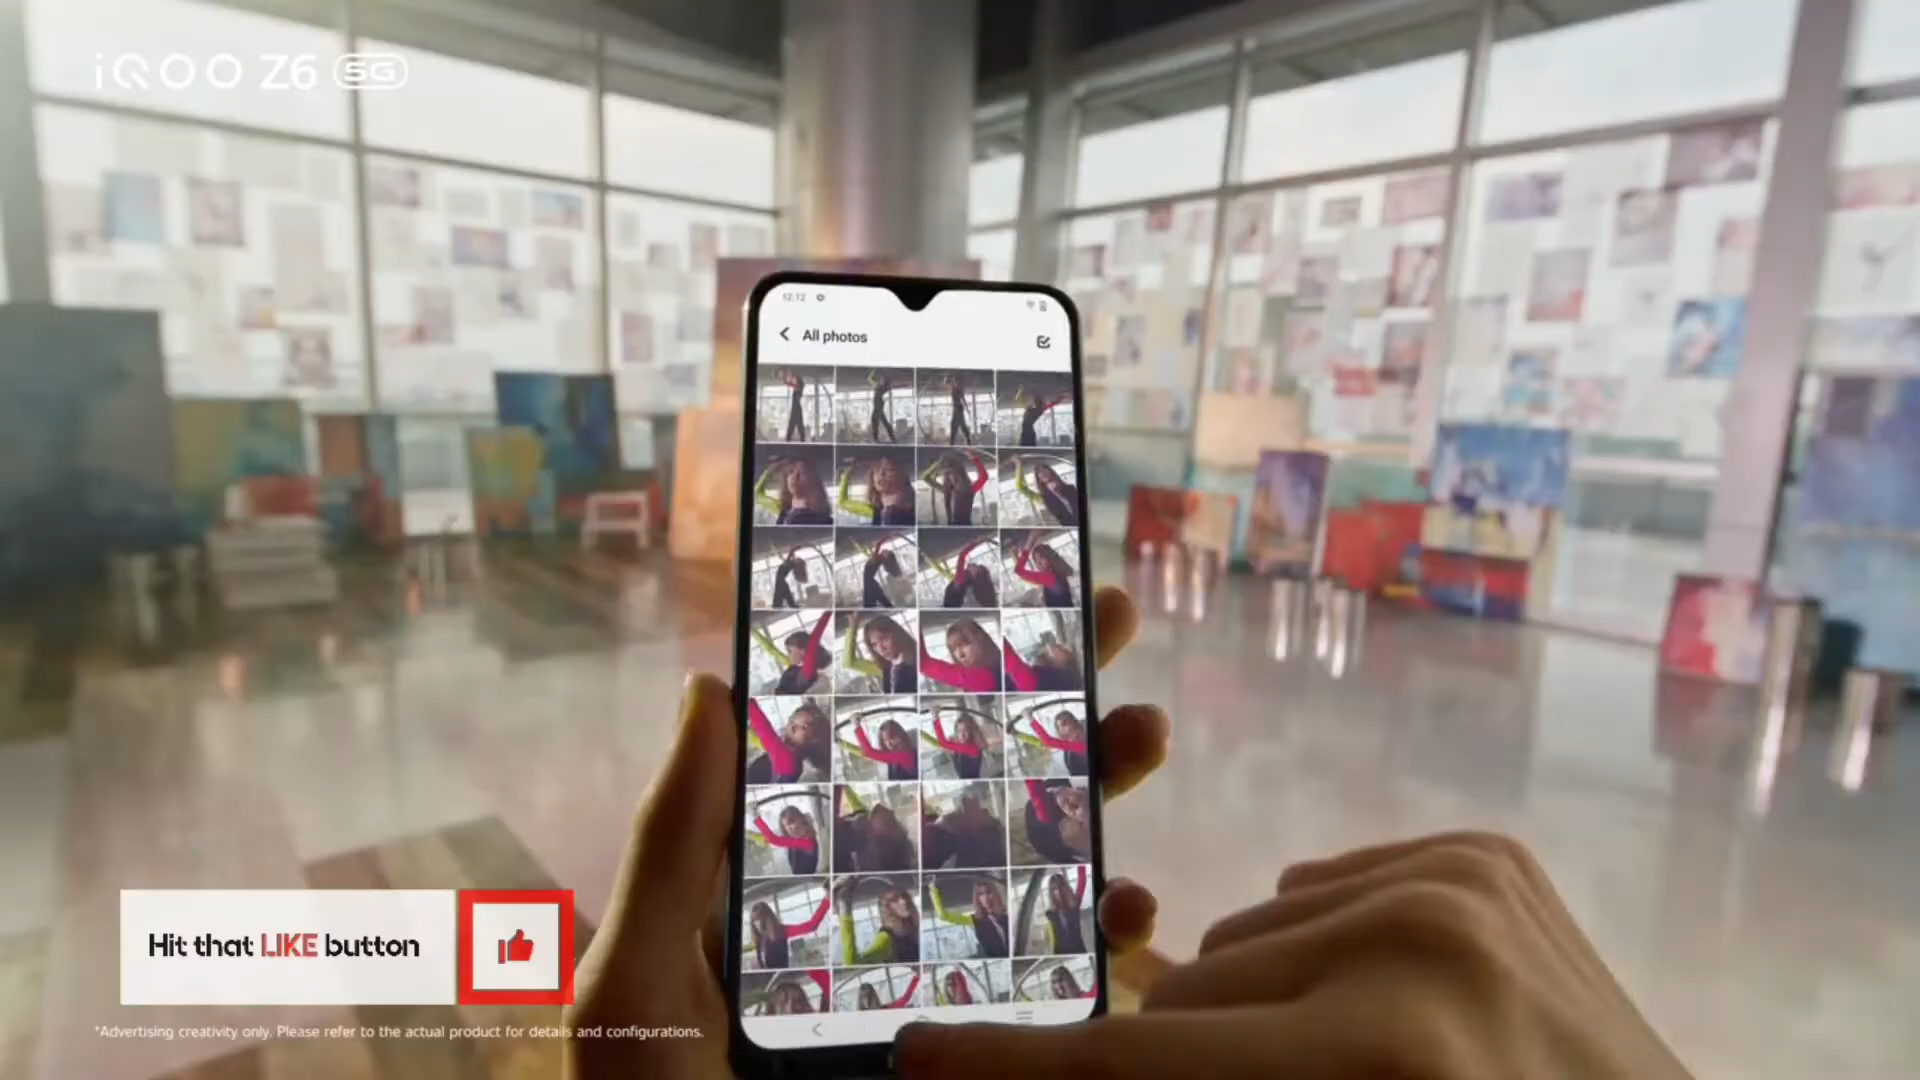 iQOO Z6 5G
12:12
All photos
Hit that LIKE button
*Advertising creativity only. Please refer to the actual product for details and configurations.